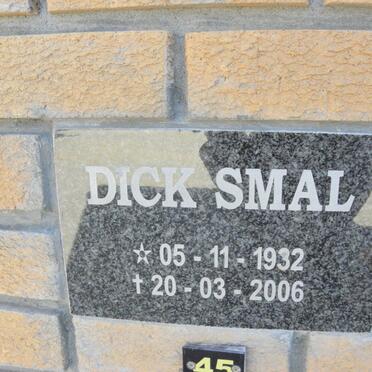 DICK SMAL
☆ 05 - 11 - 1932
† 20 - 03 - 2006
45